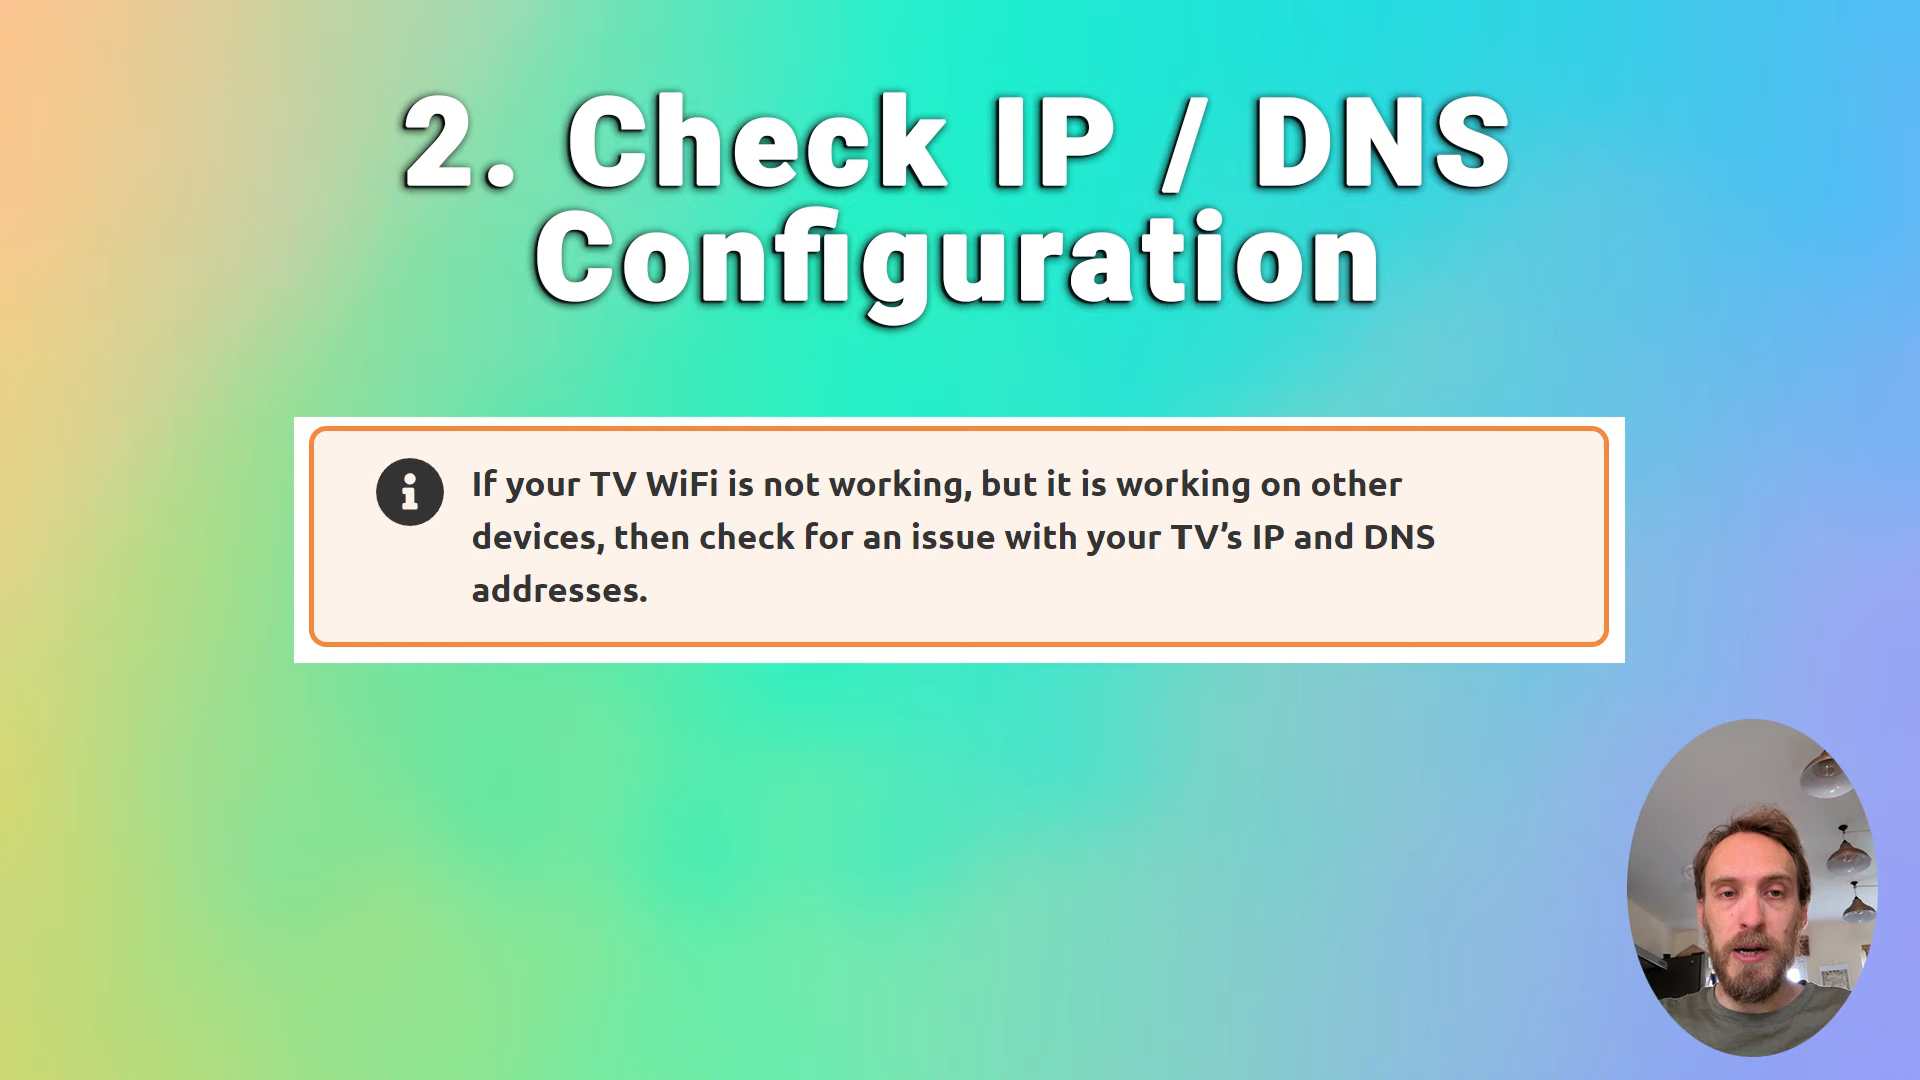 2. Check IP / DNS
Configuration
If your TV WiFi is not working, but it is working on other
devices, then check for an issue with your TV’s IP and DNS
addresses.